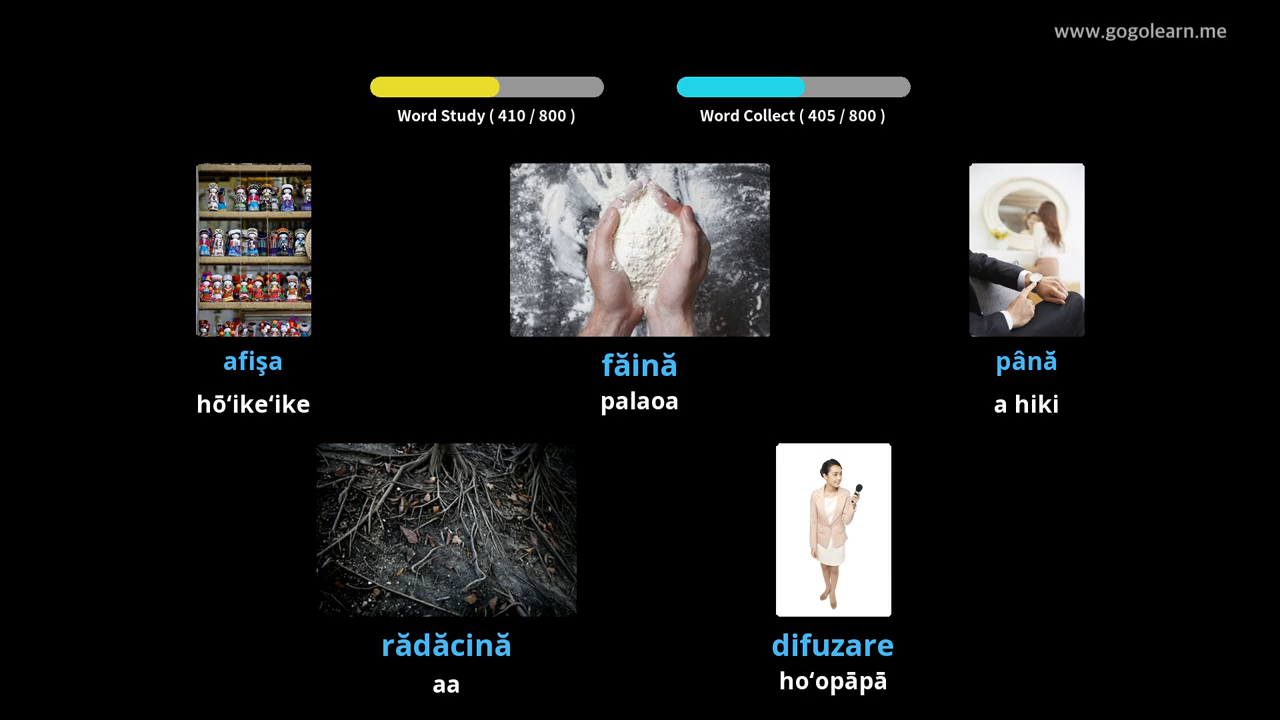 www.gogolearn.me
Word Study ( 410 / 800 )
Word Collect ( 405 / 800 )
afişa
făină
până
hōʻikeʻike
palaoa
a hiki
rădăcină
difuzare
aa
hoʻopāpā